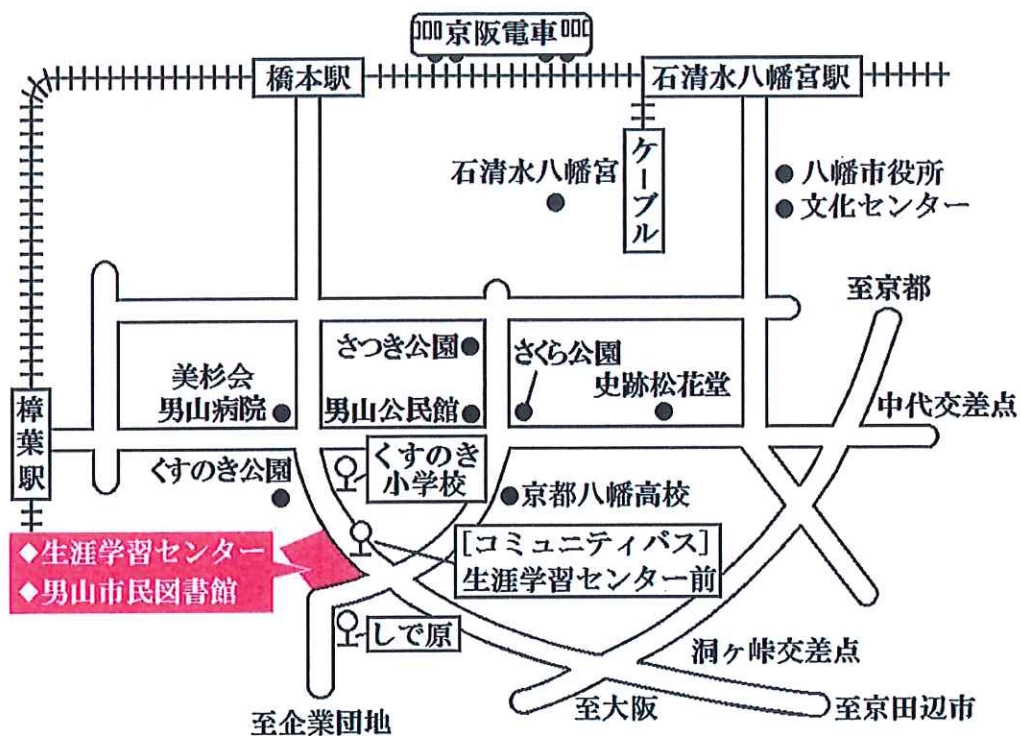 京阪電車
橋本駅
石清水八幡宮駅
ケーブル
石清水八幡宮
● 八幡市役所
● 文化センター
至京都
さつき公園
さくら公園
美杉会
男山病院
男山公民館
史跡松花堂
中代交差点
樟葉駅
くすのき公園
くすのき
小学校
京都八幡高校
◆生涯学習センター
◆男山市民図書館
[コミュニティバス]
生涯学習センター前
しで原
洞ヶ峠交差点
至企業団地
至大阪
至京田辺市